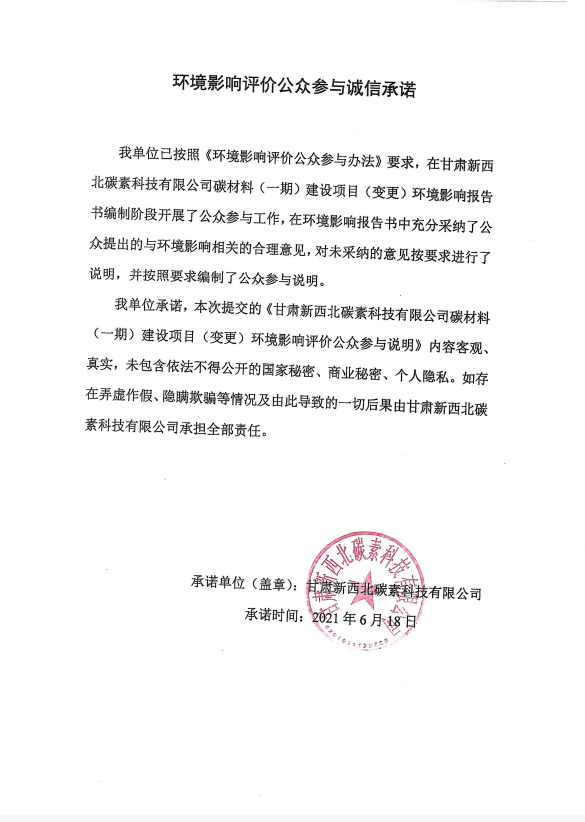 环境影响评价公众参与诚信承诺
我单位已按照《环境影响评价公众参与办法》要求，在甘肃新西
北碳素科技有限公司碳材料（一期）建设项目（变更）环境影响报告
书编制阶段开展了公众参与工作，在环境影响报告书中充分采纳了公
众提出的与环境影响相关的合理意见，对未采纳的意见按要求进行了
说明，并按照要求编制了公众参与说明。
我单位承诺，本次提交的《甘肃新西北碳素科技有限公司碳材料
（一期）建设项目（变更）环境影响评价公众参与说明》内容客观、
真实，未包含依法不得公开的国家秘密、商业秘密、个人隐私。如存
在弄虚作假、隐瞒欺骗等情况及由此导致的一切后果由甘肃新西北碳
素科技有限公司承担全部责任。
甘肃新西北碳素科技有限公司
承诺单位（盖章）：甘肃新西北碳素科技有限公司
承诺时间：2021年6月18日